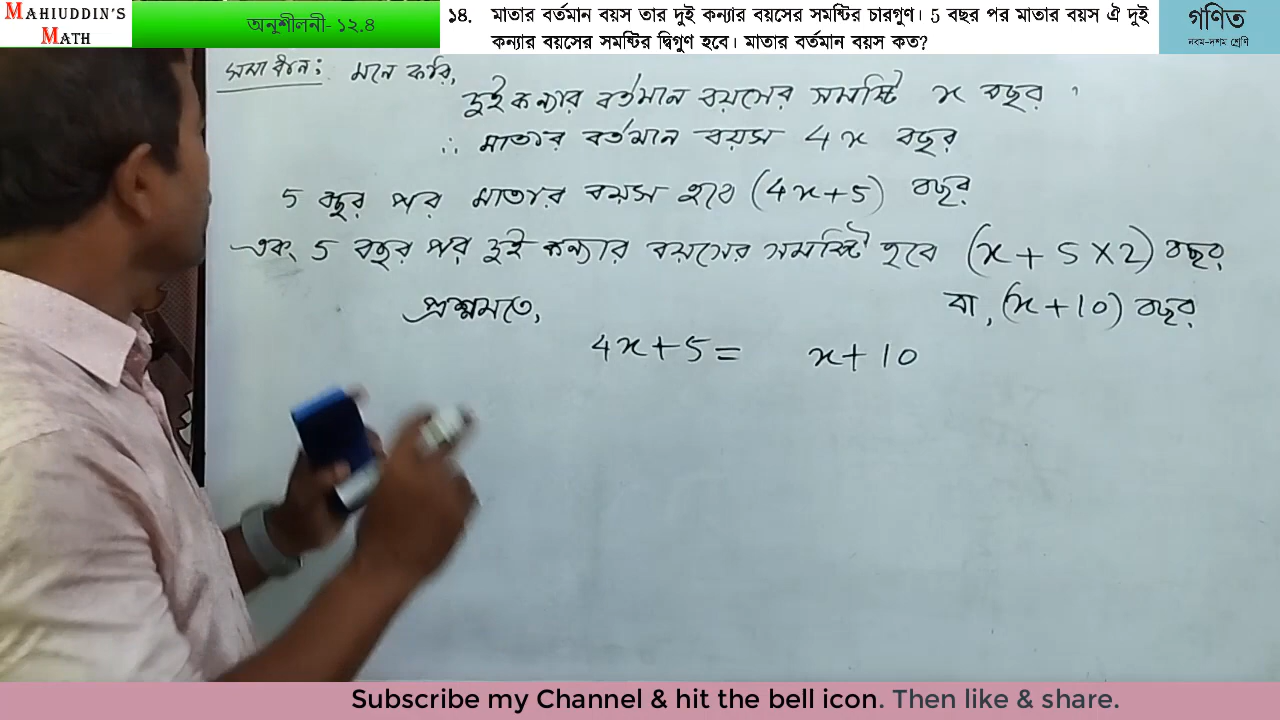 MAHIUDDIN'S
MATH
অনুশীলনী- ১২.৪
১৪. মাতার বর্তমান বয়স তার দুই কন্যার বয়সের সমষ্টির চারগুণ। 5 বছর পর মাতার বয়স ঐ দুই
কন্যার বয়সের সমষ্টির দ্বিগুণ হবে। মাতার বর্তমান বয়স কত?
গণিত
নবম-দশম শ্রেণি
সমাধান: মনে করি,
দুই কন্যার বর্তমান বয়সের সমষ্টি x বছর
∴ মাতার বর্তমান বয়স 4x বছর
5 বছর পর মাতার বয়স হবে (4x+5) বছর
এবং 5 বছর পর দুই কন্যার বয়সের সমষ্টি হবে (x + 5 × 2) বছর
বা, (x + 10) বছর
প্রশ্নমতে,
4x + 5 = x + 10
Subscribe my Channel & hit the bell icon. Then like & share.